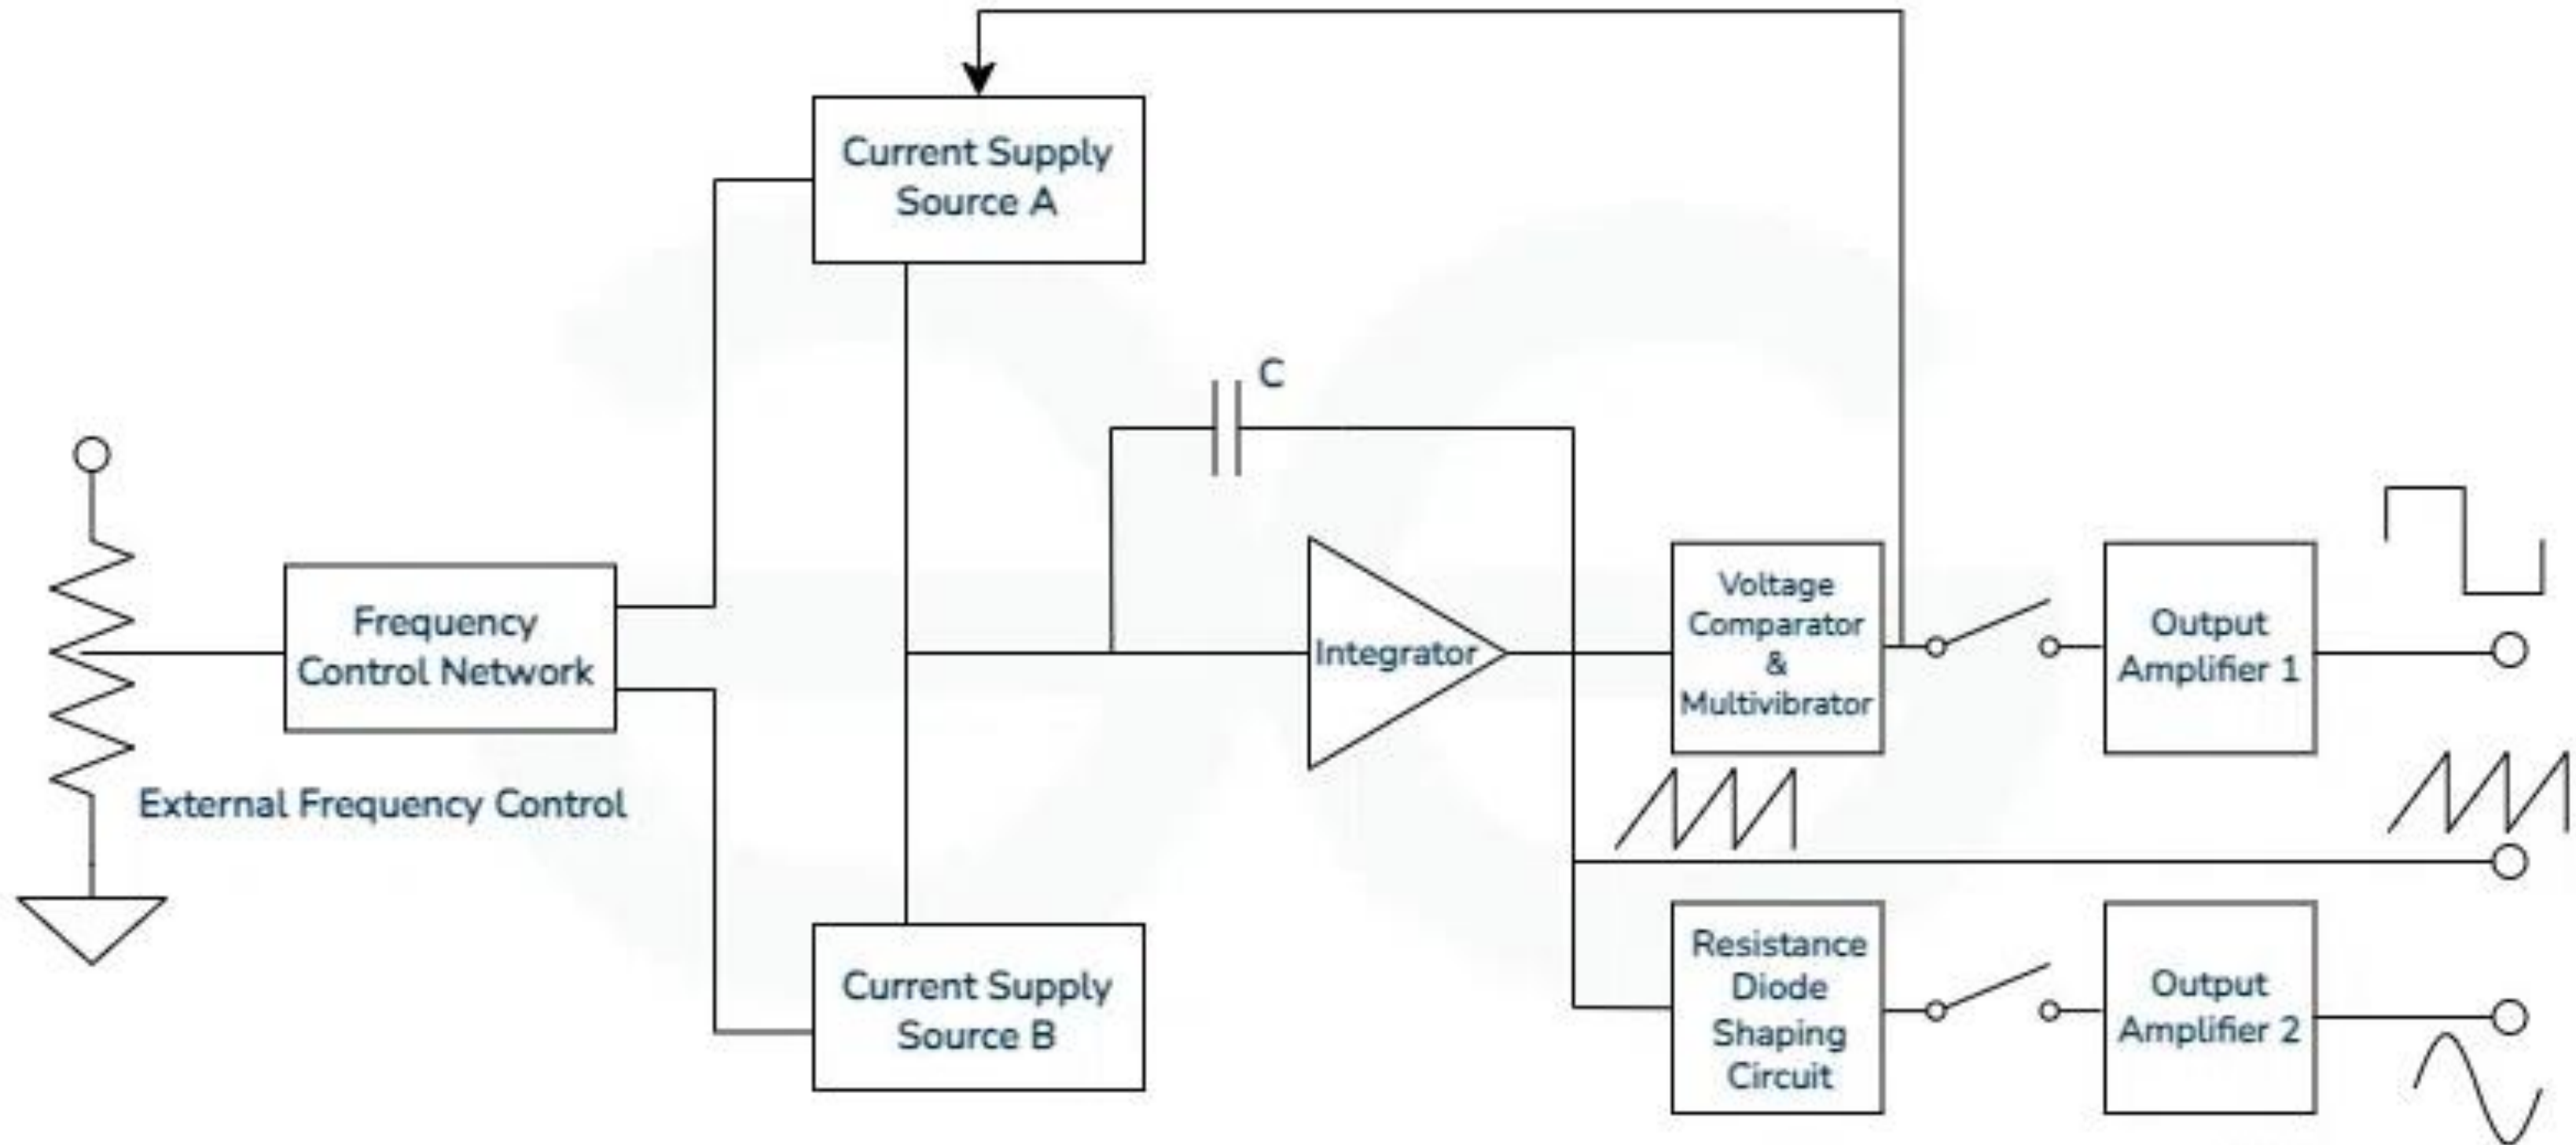 Current Supply
Source A
C
Frequency
Control Network
External Frequency Control
Integrator
Voltage
Comparator
&
Multivibrator
Output
Amplifier 1
Current Supply
Source B
Resistance
Diode
Shaping
Circuit
Output
Amplifier 2